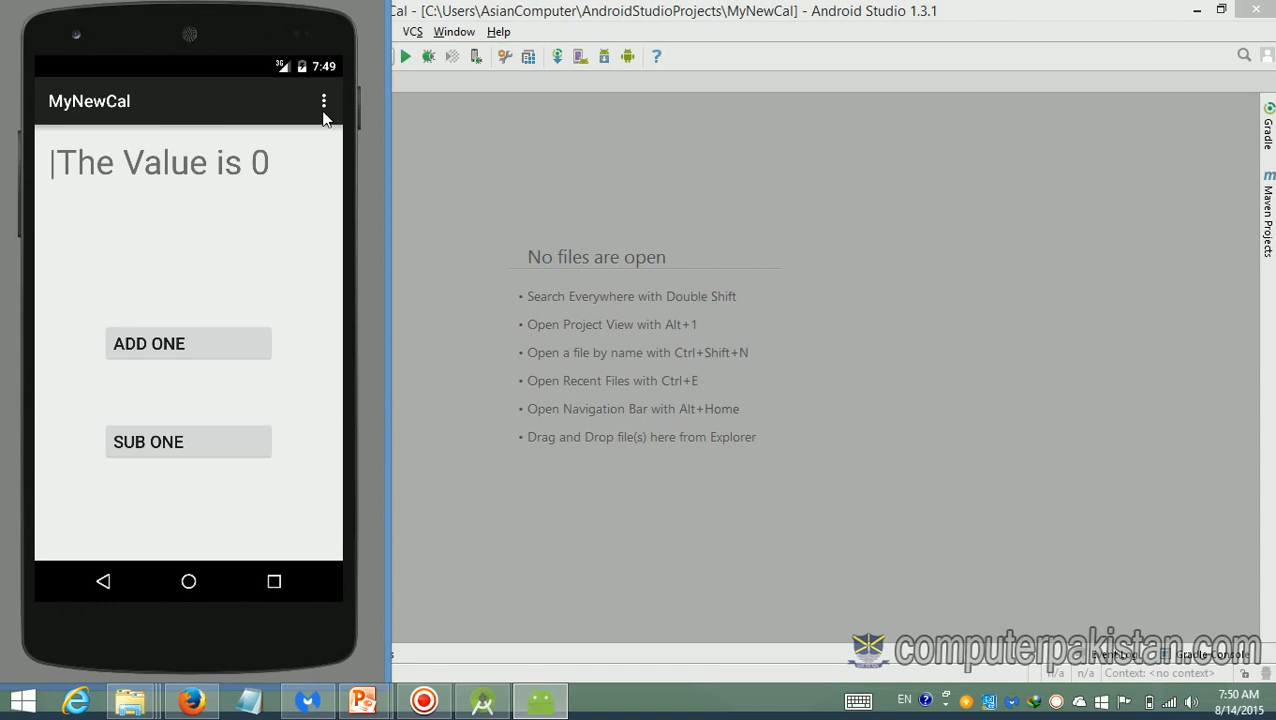 Cal - [C:\Users\AsianComputer\AndroidStudioProjects\MyNewCal] - Android Studio 1.3.1
VCS Window Help
3G 7:49
MyNewCal
The Value is 0
ADD ONE
SUB ONE
No files are open
• Search Everywhere with Double Shift
• Open Project View with Alt+1
• Open a file by name with Ctrl+Shift+N
• Open Recent Files with Ctrl+E
• Open Navigation Bar with Alt+Home
• Drag and Drop file(s) here from Explorer
Gradle
Maven Projects
computerpakistan.com
Event Log Gradle Console
n/a n/a Context: <no context>
EN
7:50 AM
8/14/2015